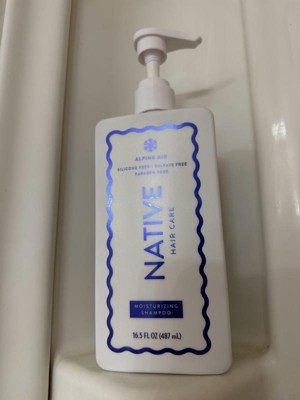 ALPINE AIR
SILICONE FREE • SULFATE FREE
PARABEN FREE
NATIVE
HAIR CARE
MOISTURIZING
SHAMPOO
16.5 FL OZ (487 mL)